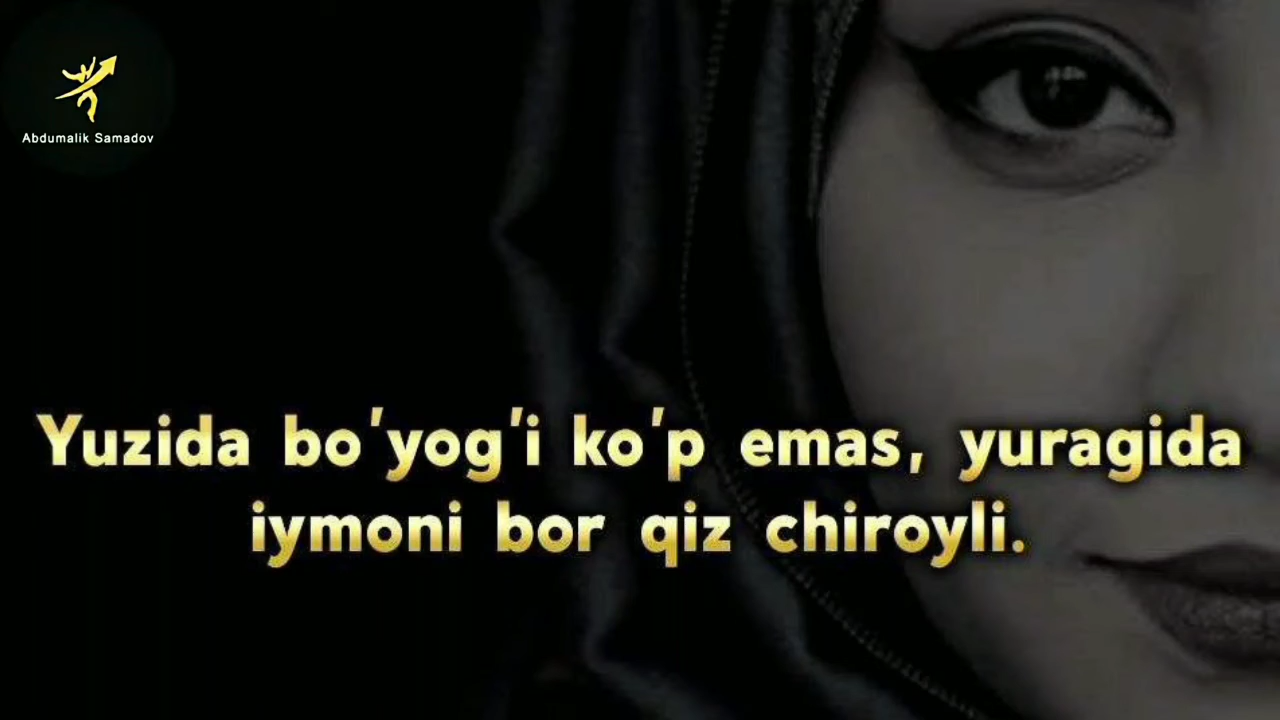 Abdumalik Samadov
Yuzida bo'yog'i ko'p emas, yuragida
iymoni bor qiz chiroyli.